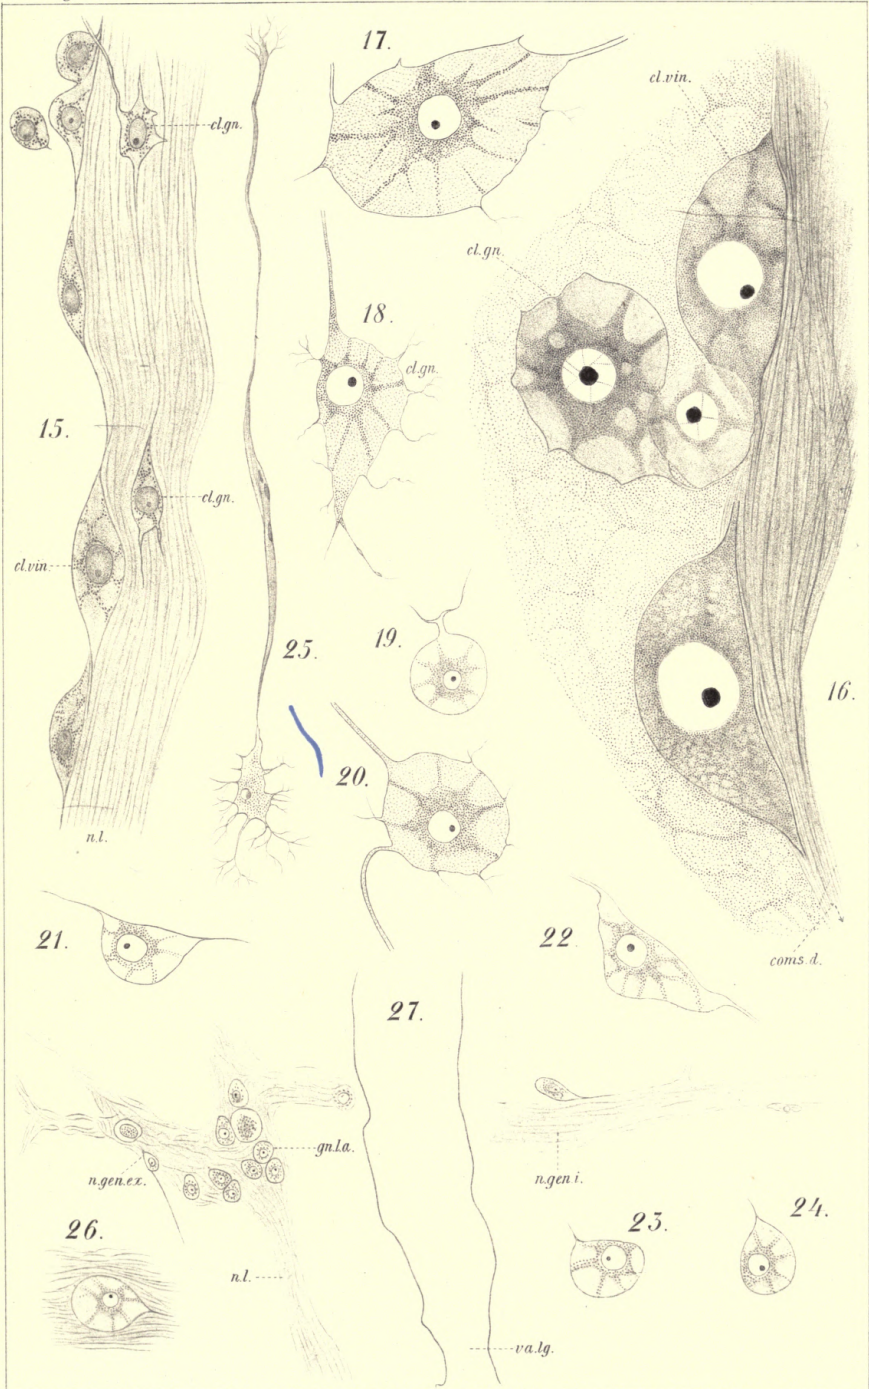 17.
cl.vin.
cl.gn.
cl.gn.
18.
cl.gn.
15.
cl.gn.
cl.vin.
25.
19.
16.
20.
n.l.
21.
22.
coms.d.
27.
gn.l.a.
n.gen.ex.
n.gen.i.
26.
23.
24.
n.l.
va.lg.